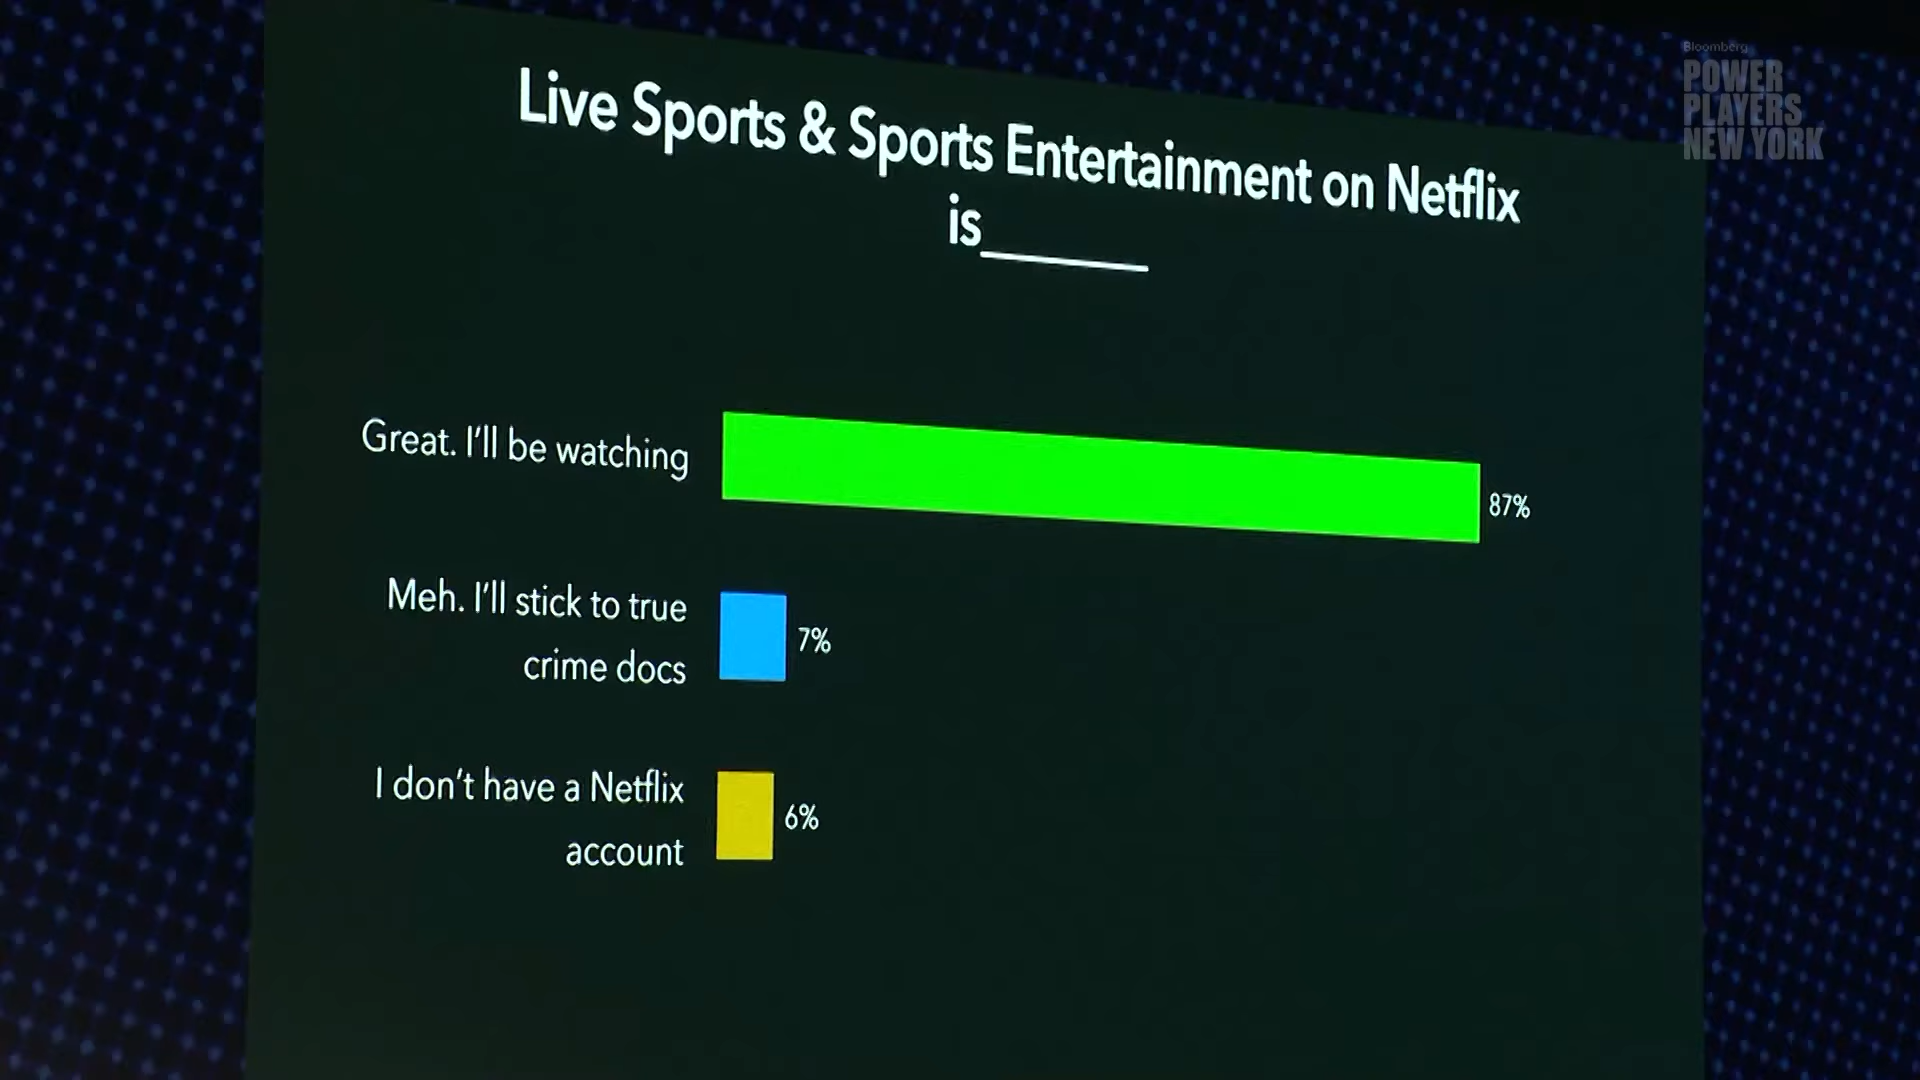 Bloomberg
POWER
PLAYERS
NEW YORK
Live Sports & Sports Entertainment on Netflix
is______
Great. I'll be watching
87%
Meh. I'll stick to true
crime docs
7%
I don't have a Netflix
account
6%